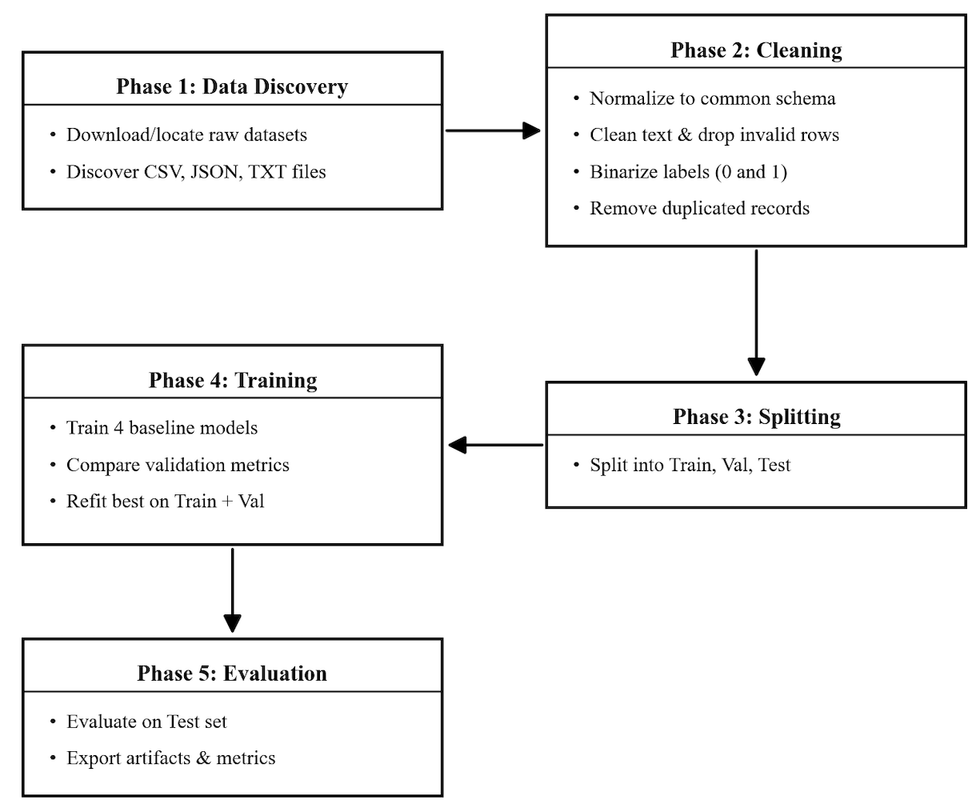 Phase 1: Data Discovery
• Download/locate raw datasets
• Discover CSV, JSON, TXT files
Phase 2: Cleaning
• Normalize to common schema
• Clean text & drop invalid rows
• Binarize labels (0 and 1)
• Remove duplicated records
Phase 3: Splitting
• Split into Train, Val, Test
Phase 4: Training
• Train 4 baseline models
• Compare validation metrics
• Refit best on Train + Val
Phase 5: Evaluation
• Evaluate on Test set
• Export artifacts & metrics